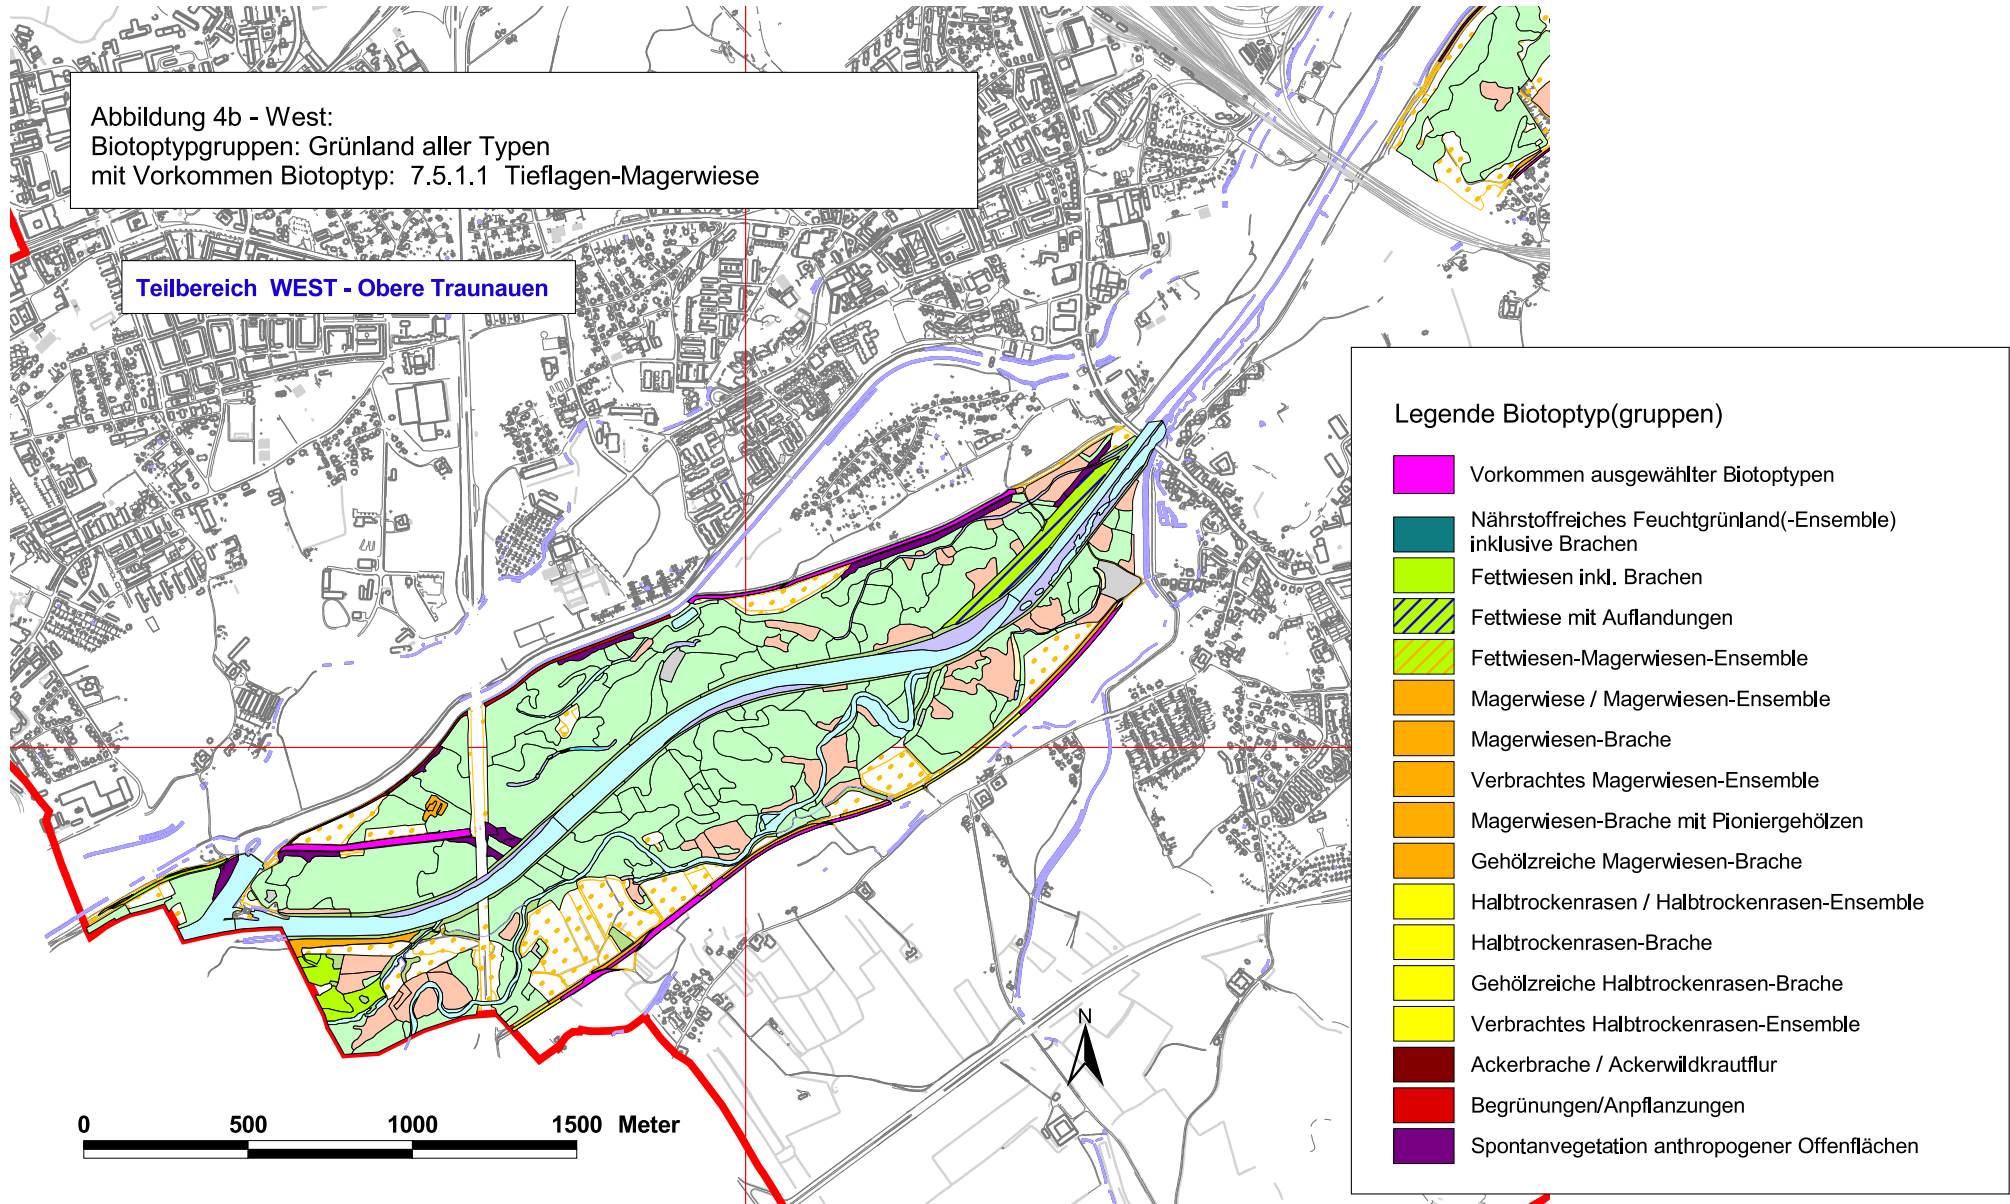 Abbildung 4b - West:
Biotoptypgruppen: Grünland aller Typen
mit Vorkommen Biotoptyp: 7.5.1.1 Tieflagen-Magerwiese
Teilbereich WEST - Obere Traunauen
Legende Biotoptyp(gruppen)
Vorkommen ausgewählter Biotoptypen
Nährstoffreiches Feuchtgrünland(-Ensemble)
inklusive Brachen
Fettwiesen inkl. Brachen
Fettwiese mit Auflandungen
Fettwiesen-Magerwiesen-Ensemble
Magerwiese / Magerwiesen-Ensemble
Magerwiesen-Brache
Verbrachtes Magerwiesen-Ensemble
Magerwiesen-Brache mit Pioniergehölzen
Gehölzreiche Magerwiesen-Brache
Halbtrockenrasen / Halbtrockenrasen-Ensemble
Halbtrockenrasen-Brache
Gehölzreiche Halbtrockenrasen-Brache
Verbrachtes Halbtrockenrasen-Ensemble
Ackerbrache / Ackerwildkrautflur
Begrünungen/Anpflanzungen
Spontanvegetation anthropogener Offenflächen
N
0 500 1000 1500 Meter